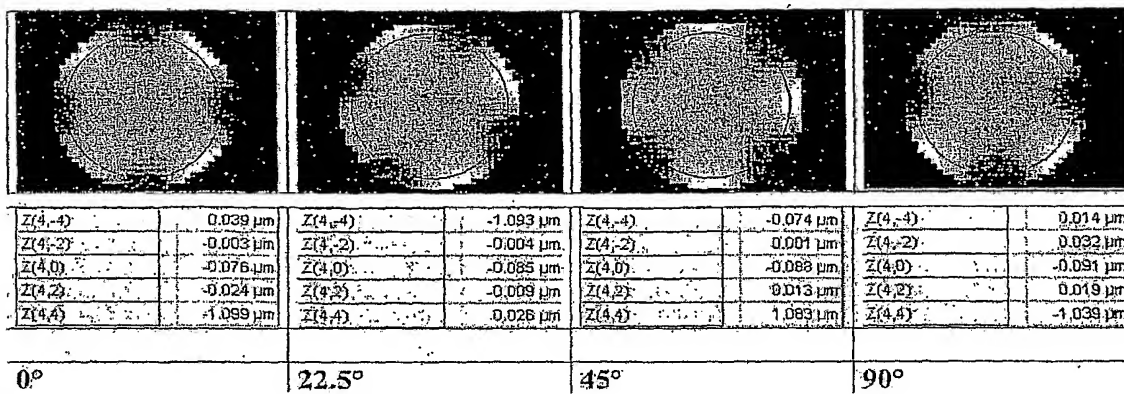 Z(4,-4) 0.039 µm
Z(4,-2) -0.003 µm
Z(4,0) -0.076 µm
Z(4,2) -0.024 µm
Z(4,4) -1.099 µm
Z(4,-4) -1.093 µm
Z(4,-2) -0.004 µm
Z(4,0) -0.085 µm
Z(4,2) -0.009 µm
Z(4,4) 0.026 µm
Z(4,-4) -0.074 µm
Z(4,-2) 0.001 µm
Z(4,0) -0.088 µm
Z(4,2) 0.013 µm
Z(4,4) 1.083 µm
Z(4,-4) 0.014 µm
Z(4,-2) 0.032 µm
Z(4,0) -0.091 µm
Z(4,2) 0.019 µm
Z(4,4) -1.039 µm
0° 22.5° 45° 90°